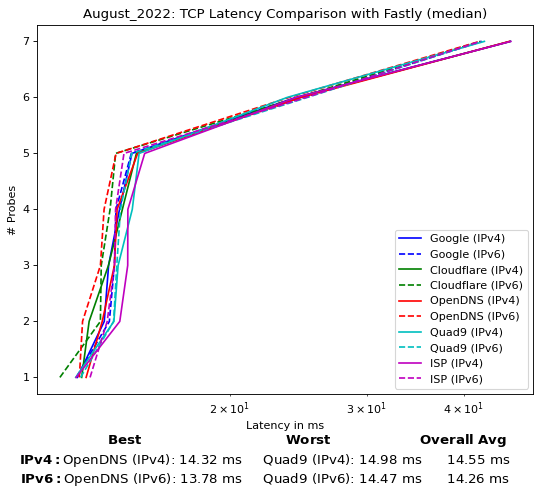 August_2022: TCP Latency Comparison with Fastly (median)
7
6
5
4
3
2
1
# Probes
Google (IPv4)
Google (IPv6)
Cloudflare (IPv4)
Cloudflare (IPv6)
OpenDNS (IPv4)
OpenDNS (IPv6)
Quad9 (IPv4)
Quad9 (IPv6)
ISP (IPv4)
ISP (IPv6)
2 × 10¹ 3 × 10¹ 4 × 10¹
Latency in ms
Best Worst Overall Avg
IPv4: OpenDNS (IPv4): 14.32 ms Quad9 (IPv4): 14.98 ms 14.55 ms
IPv6: OpenDNS (IPv6): 13.78 ms Quad9 (IPv6): 14.47 ms 14.26 ms